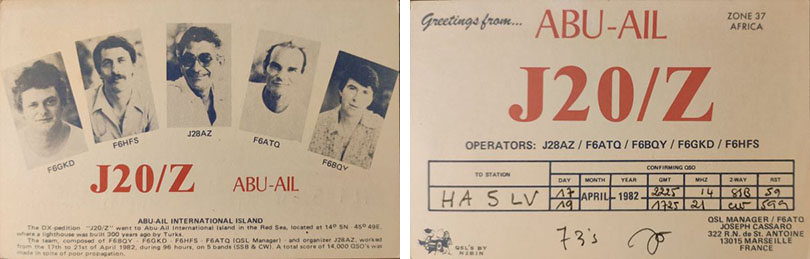 F6GKD
F6HFS
J28AZ
F6ATQ
F6BQY
J20/Z ABU-AIL
ABU-AIL INTERNATIONAL ISLAND
The DX-pedition "J20/Z" went to Abu-Ail International Island in the Red Sea, located at 14° 5N - 45° 49E,
where a lighthouse was built 300 years ago by Turks.
The team, composed of F6BQY - F6GKD - F6HFS - F6ATQ (QSL Manager) - and organizer J28AZ, worked
from the 17th to 21st of April 1982, during 96 hours, on 5 bands (SSB & CW). A total score of 14,000 QSO's was
made in spite of poor propagation.
Greetings from...
ABU-AIL
ZONE 37
AFRICA
J20/Z
OPERATORS: J28AZ / F6ATQ / F6BQY / F6GKD / F6HFS
TO STATION CONFIRMING QSO
DAY MONTH YEAR GMT MHZ 2-WAY RST
HA5LV 17 APRIL 1982 2225 14 SSB 59
19 1725 21 CW 599
QSL'S BY
73's
QSL MANAGER / F6ATQ
JOSEPH CASSARO
322 R.N. de St. ANTOINE
13015 MARSEILLE
FRANCE